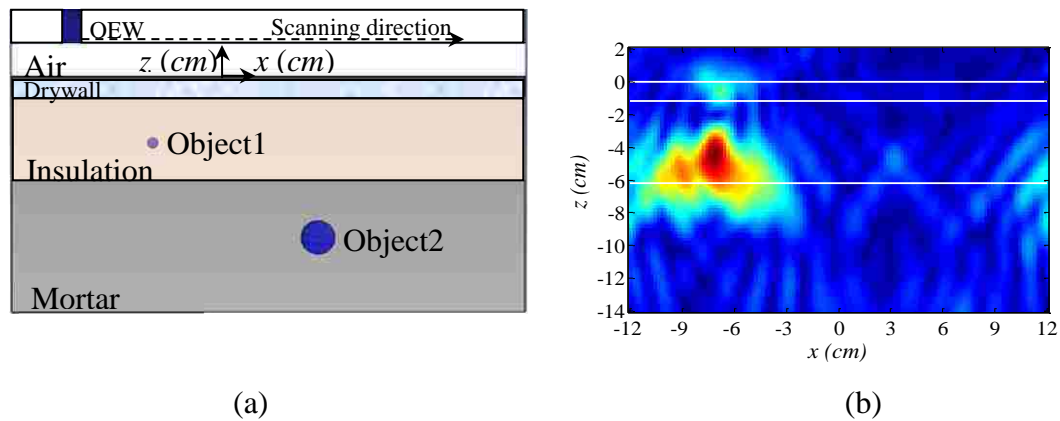 OEW
Scanning direction
z (cm)
x (cm)
Air
Drywall
Object1
Insulation
Object2
Mortar
(a)
2
0
-2
-4
-6
-8
-10
-12
-14
z (cm)
-12 -9 -6 -3 0 3 6 9 12
x (cm)
(b)